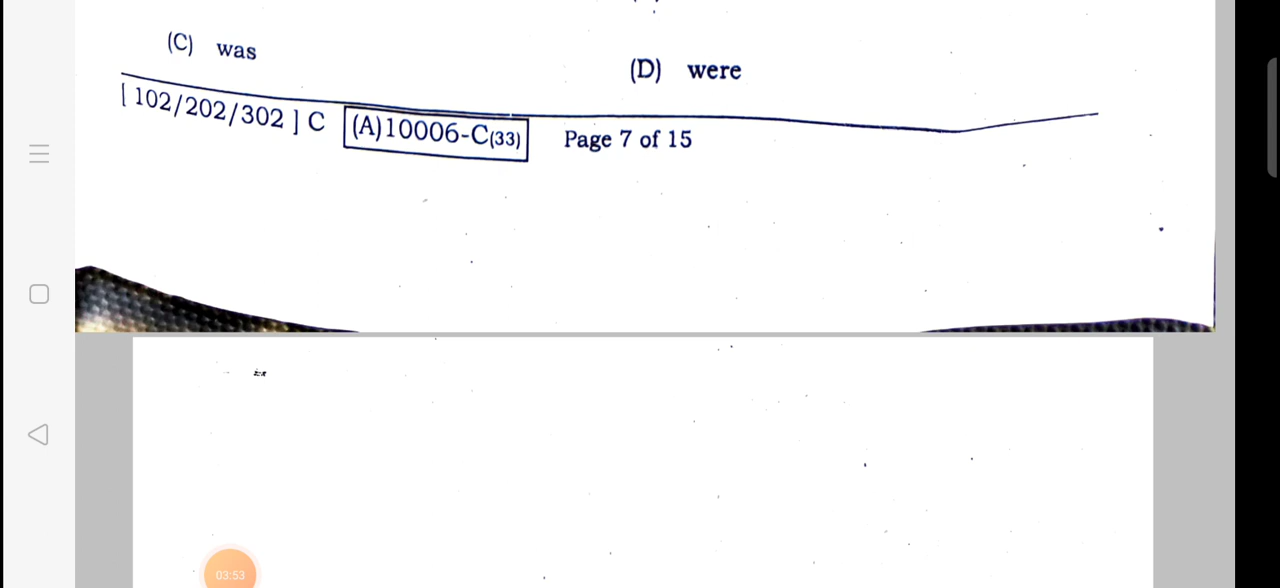 (C) was
(D) were
[ 102/202/302 ] C (A)10006-C(33) Page 7 of 15
03:53